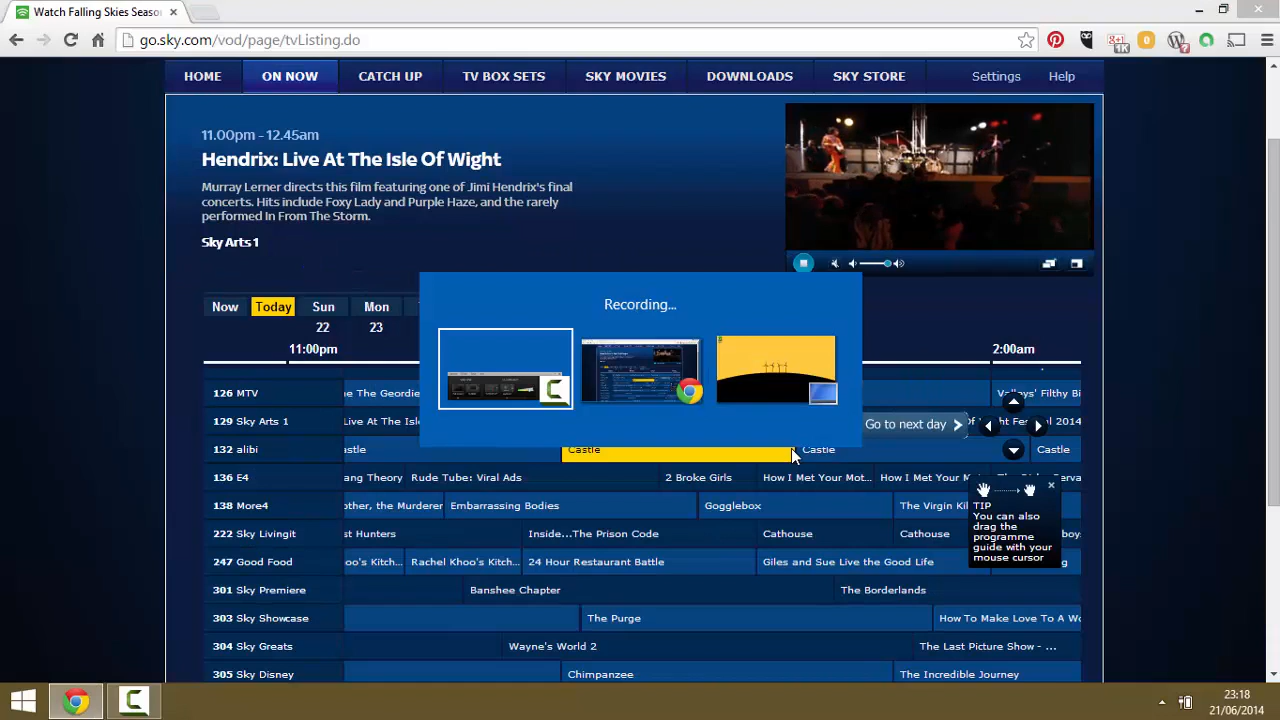 Watch Falling Skies Seaso
go.sky.com/vod/page/tvListing.do
HOME
ON NOW
CATCH UP
TV BOX SETS
SKY MOVIES
DOWNLOADS
SKY STORE
Settings
Help
11.00pm - 12.45am
Hendrix: Live At The Isle Of Wight
Murray Lerner directs this film featuring one of Jimi Hendrix's final
concerts. Hits include Foxy Lady and Purple Haze, and the rarely
performed In From The Storm.
Sky Arts 1
Recording...
Now
Today
Sun
Mon
22
23
11:00pm
2:00am
126 MTV
ne The Geordie
Valleys' Filthy Bi
129 Sky Arts 1
Live At The Isle
Of Wight Festival 2014
Go to next day
132 alibi
astle
Castle
Castle
Castle
136 E4
ang Theory
Rude Tube: Viral Ads
2 Broke Girls
How I Met Your Mot...
How I Met Your M
138 More4
other, the Murderer
Embarrassing Bodies
Gogglebox
The Virgin Kil
TIP
You can also
drag the
programme
guide with your
mouse cursor
222 Sky Livingit
st Hunters
Inside...The Prison Code
Cathouse
Cathouse
boy
247 Good Food
oo's Kitch...
Rachel Khoo's Kitch...
24 Hour Restaurant Battle
Giles and Sue Live the Good Life
g
301 Sky Premiere
Banshee Chapter
The Borderlands
303 Sky Showcase
The Purge
How To Make Love To A Wo
304 Sky Greats
Wayne's World 2
The Last Picture Show - ...
305 Sky Disney
Chimpanzee
The Incredible Journey
23:18
21/06/2014